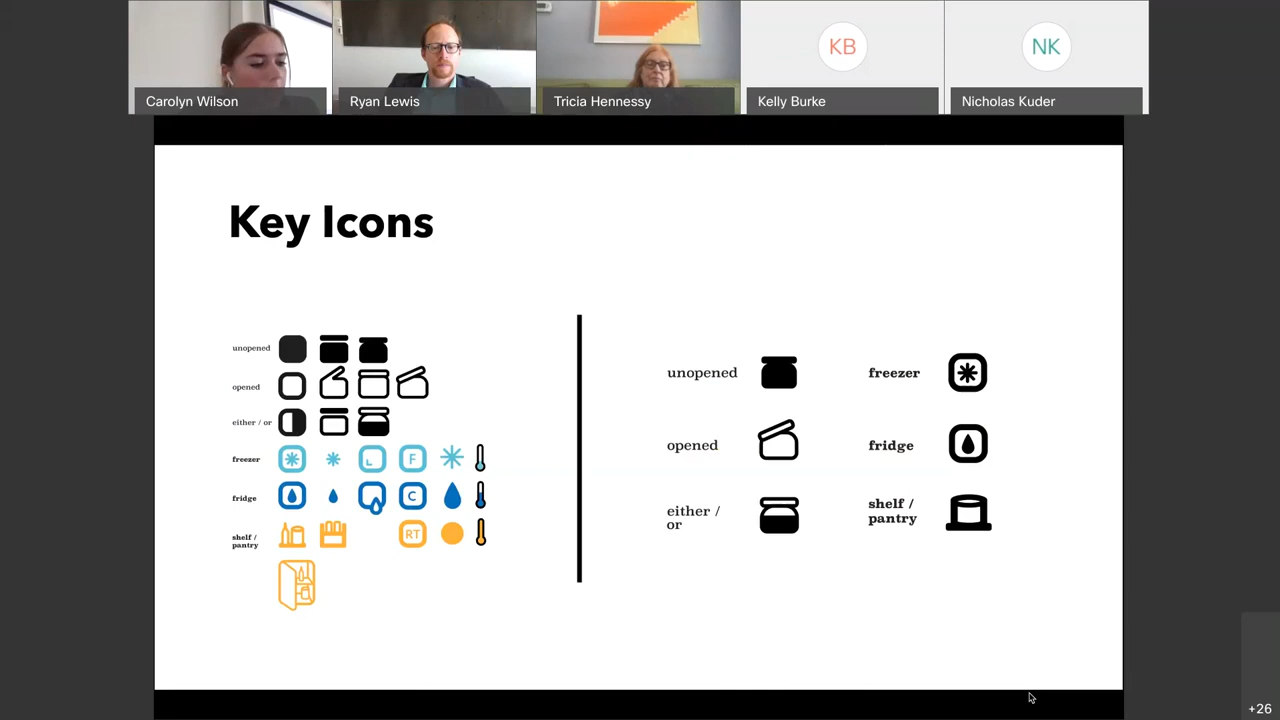 Carolyn Wilson
Ryan Lewis
Tricia Hennessy
KB
Kelly Burke
NK
Nicholas Kuder
Key Icons
unopened
opened
either / or
freezer
F
fridge
C
shelf /
pantry
RT
unopened
freezer
opened
fridge
either /
or
shelf /
pantry
+26